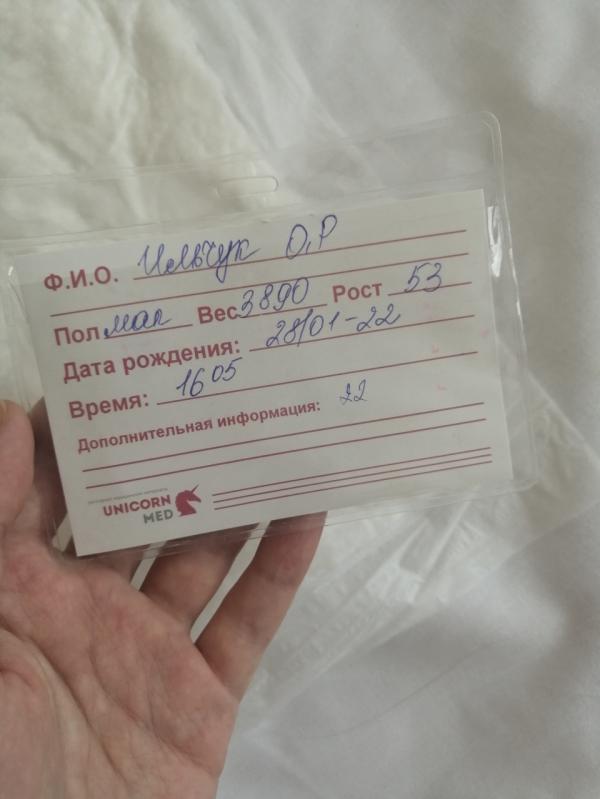 Ф.И.О. Ильчук О,Р
Пол мал Вес 3890 Рост 53
Дата рождения: 28/01-22
Время: 16 05
Дополнительная информация: 22
UNICORN
MED